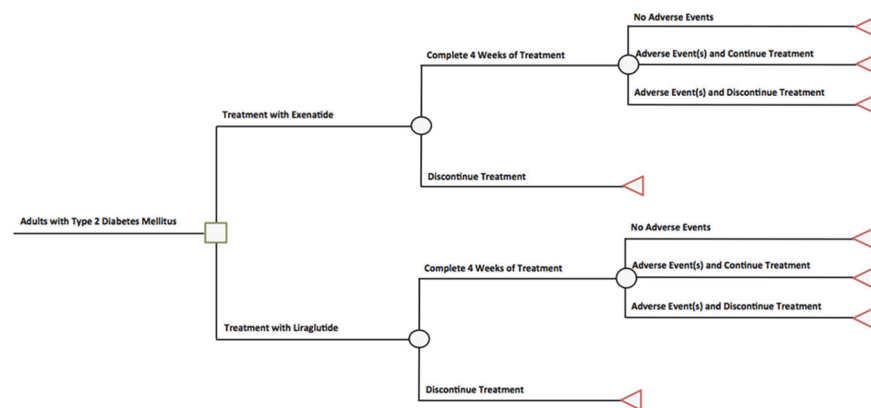 No Adverse Events
Complete 4 Weeks of Treatment
Adverse Event(s) and Continue Treatment
Adverse Event(s) and Discontinue Treatment
Treatment with Exenatide
Discontinue Treatment
Adults with Type 2 Diabetes Mellitus
No Adverse Events
Complete 4 Weeks of Treatment
Adverse Event(s) and Continue Treatment
Adverse Event(s) and Discontinue Treatment
Treatment with Liraglutide
Discontinue Treatment